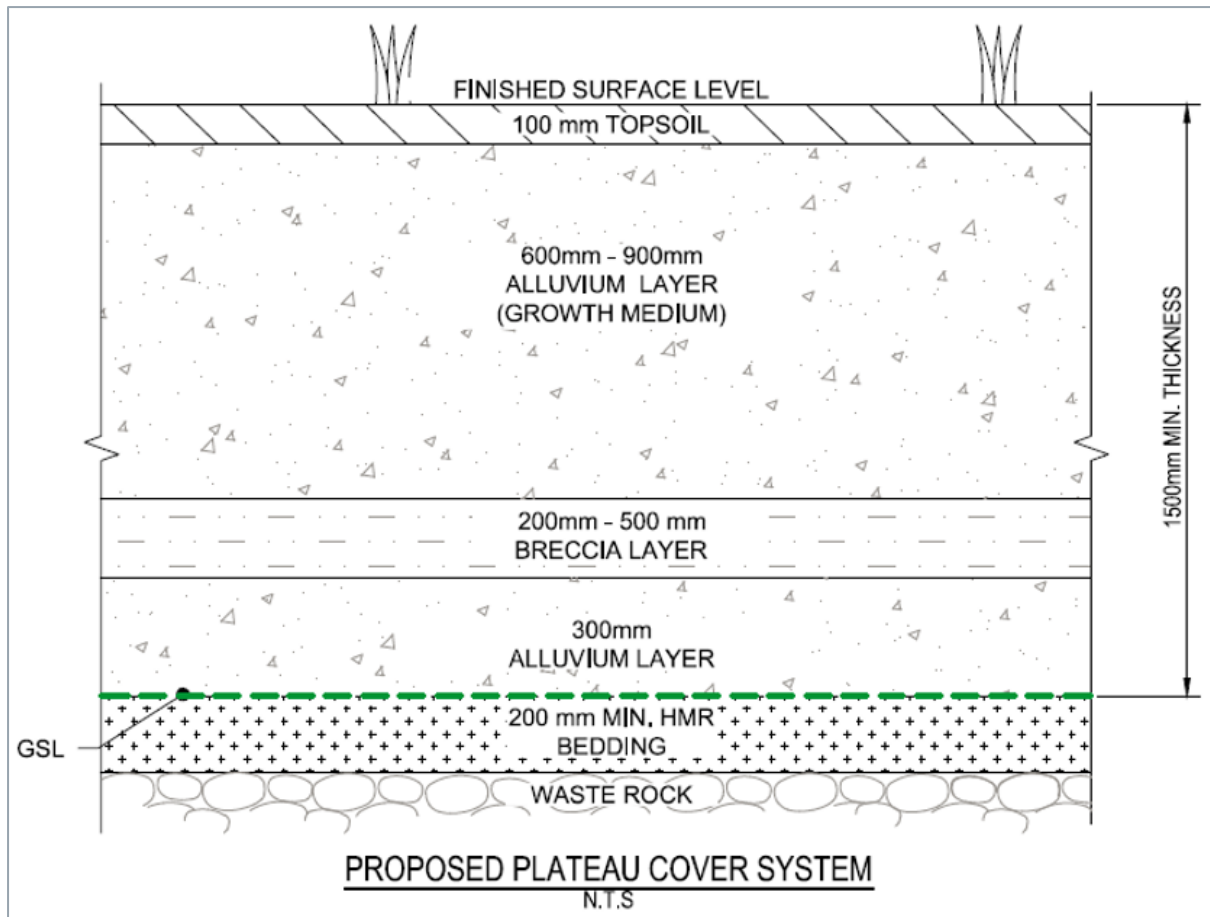 FINISHED SURFACE LEVEL
100 mm TOPSOIL
600mm - 900mm
ALLUVIUM LAYER
(GROWTH MEDIUM)
1500mm MIN. THICKNESS
200mm - 500 mm
BRECCIA LAYER
300mm
ALLUVIUM LAYER
200 mm MIN. HMR
BEDDING
GSL
WASTE ROCK
PROPOSED PLATEAU COVER SYSTEM
N.T.S